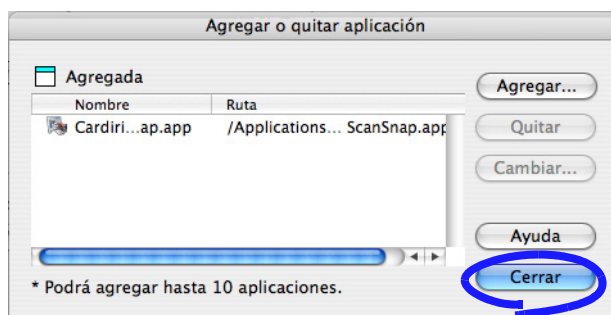 Agregar o quitar aplicación
Agregada
Nombre Ruta
Cardiri...ap.app /Applications... ScanSnap.app
Agregar...
Quitar
Cambiar...
Ayuda
Cerrar
* Podrá agregar hasta 10 aplicaciones.